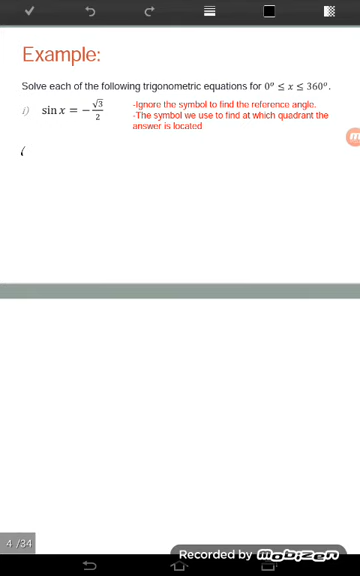 Example:
Solve each of the following trigonometric equations for 0° ≤ x ≤ 360°.
i) sin x = −√3/2
-Ignore the symbol to find the reference angle.
-The symbol we use to find at which quadrant the
answer is located
4 /34
Recorded by Mobizen